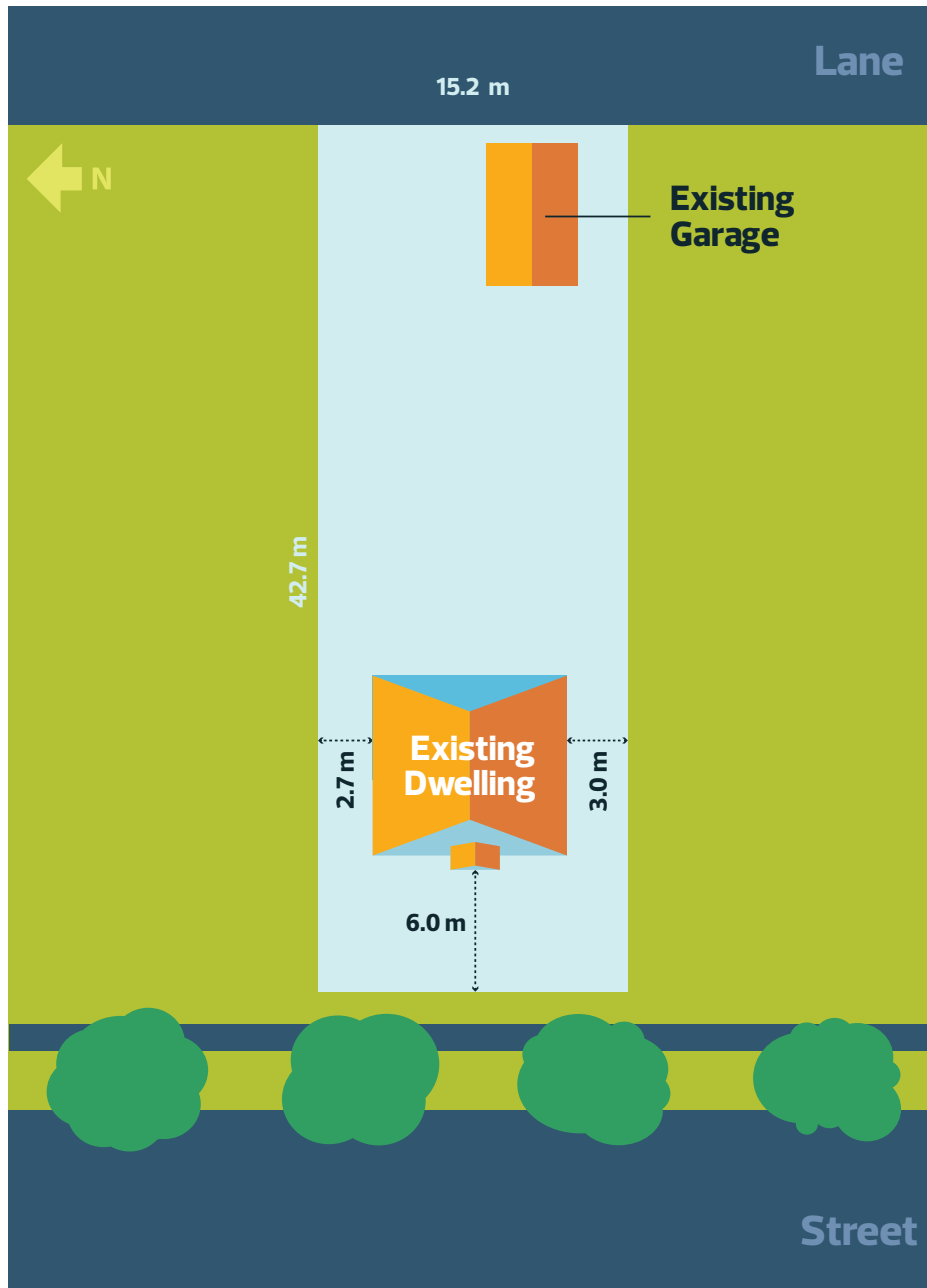 Lane
15.2 m
N
Existing
Garage
42.7 m
Existing
Dwelling
2.7 m
3.0 m
6.0 m
Street